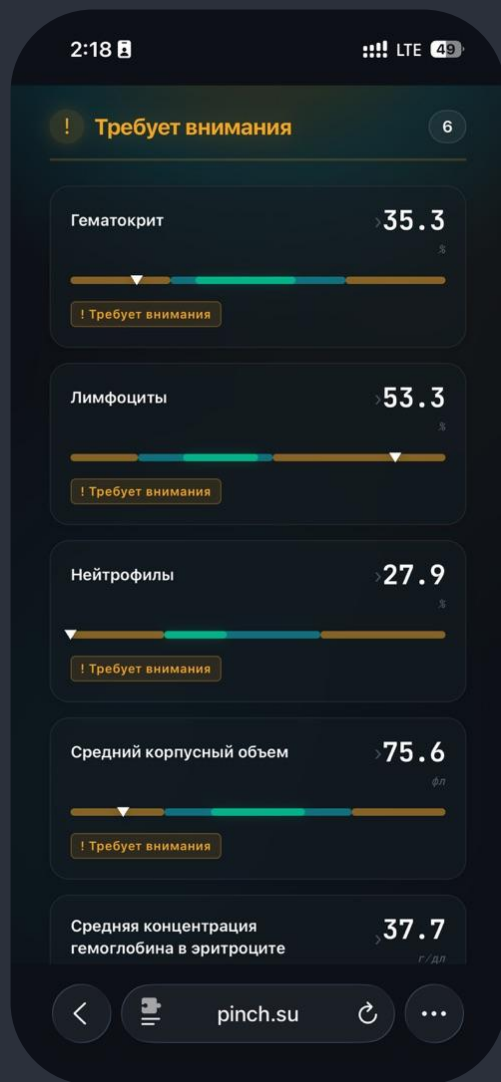 2:18 LTE 49
! Требует внимания 6
Гематокрит ›35.3
%
! Требует внимания
Лимфоциты ›53.3
%
! Требует внимания
Нейтрофилы ›27.9
%
! Требует внимания
Средний корпусный объем ›75.6
фл
! Требует внимания
Средняя концентрация
гемоглобина в эритроците ›37.7
г/дл
pinch.su